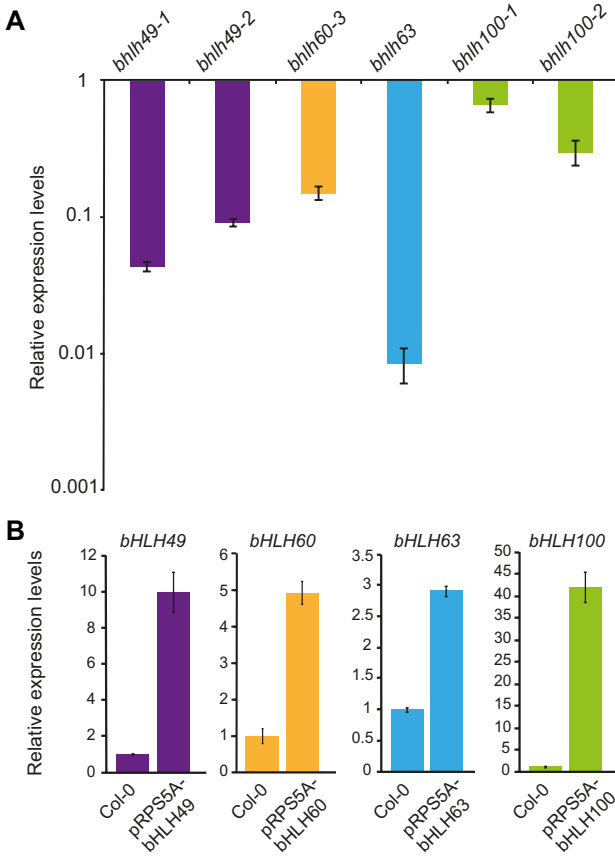 A
bhlh49-1
bhlh49-2
bhlh60-3
bhlh63
bhlh100-1
bhlh100-2
Relative expression levels
1
0.1
0.01
0.001
B
bHLH49
bHLH60
bHLH63
bHLH100
Relative expression levels
12
10
8
6
4
2
0
6
5
4
3
2
1
0
3.5
3
2.5
2
1.5
1
0.5
0
50
45
40
35
30
25
20
15
10
5
0
Col-0
pRPS5A-
bHLH49
Col-0
pRPS5A-
bHLH60
Col-0
pRPS5A-
bHLH63
Col-0
pRPS5A-
bHLH100